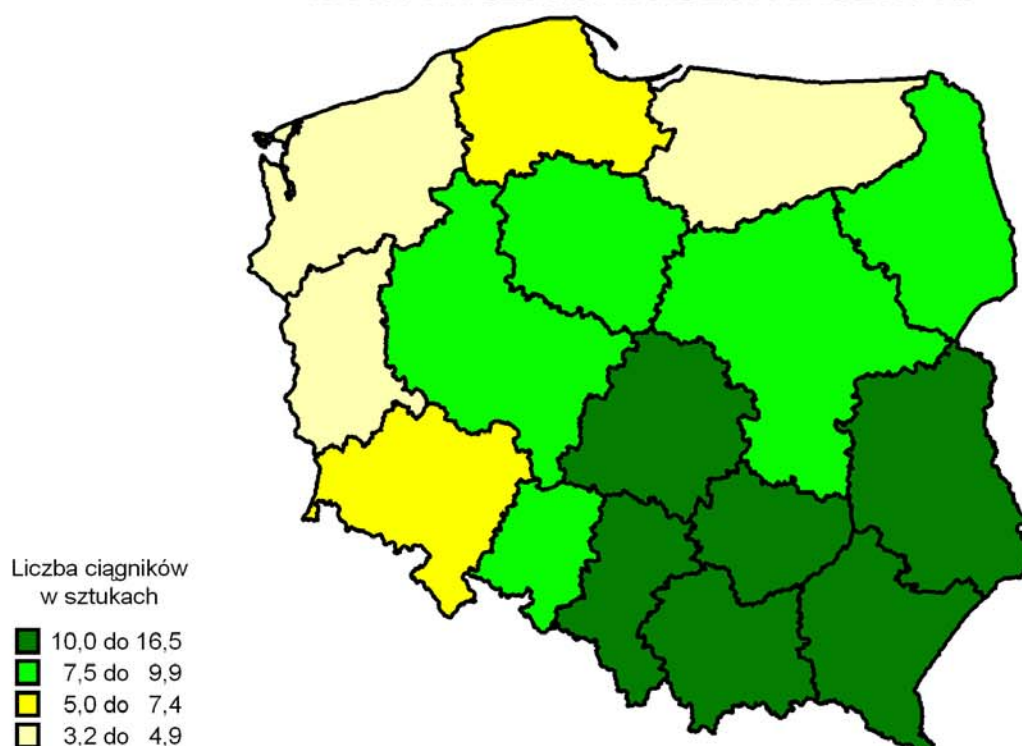 Liczba ciągników
w sztukach
10,0 do 16,5
7,5 do 9,9
5,0 do 7,4
3,2 do 4,9